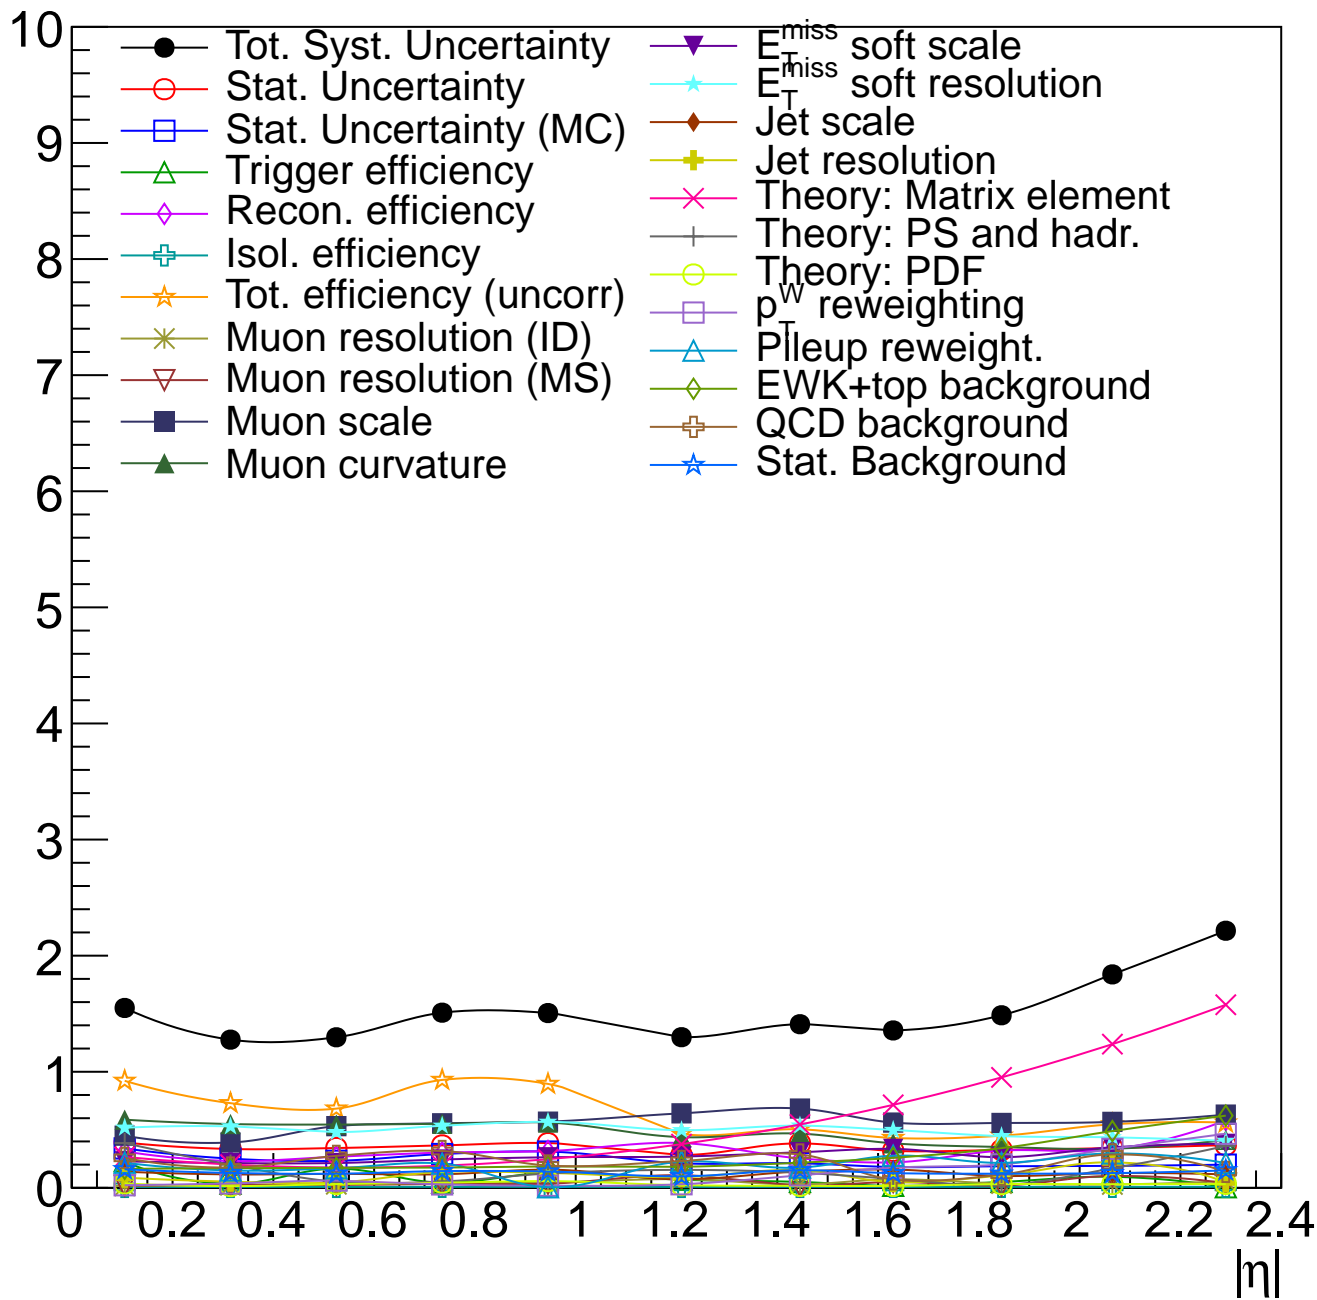 10
9
8
7
6
5
4
3
2
1
0
Tot. Syst. Uncertainty
Stat. Uncertainty
Stat. Uncertainty (MC)
Trigger efficiency
Recon. efficiency
Isol. efficiency
Tot. efficiency (uncorr)
Muon resolution (ID)
Muon resolution (MS)
Muon scale
Muon curvature
E_T^miss soft scale
E_T^miss soft resolution
Jet scale
Jet resolution
Theory: Matrix element
Theory: PS and hadr.
Theory: PDF
p_T^W reweighting
Pileup reweight.
EWK+top background
QCD background
Stat. Background
0 0.2 0.4 0.6 0.8 1 1.2 1.4 1.6 1.8 2 2.2 2.4
|η|